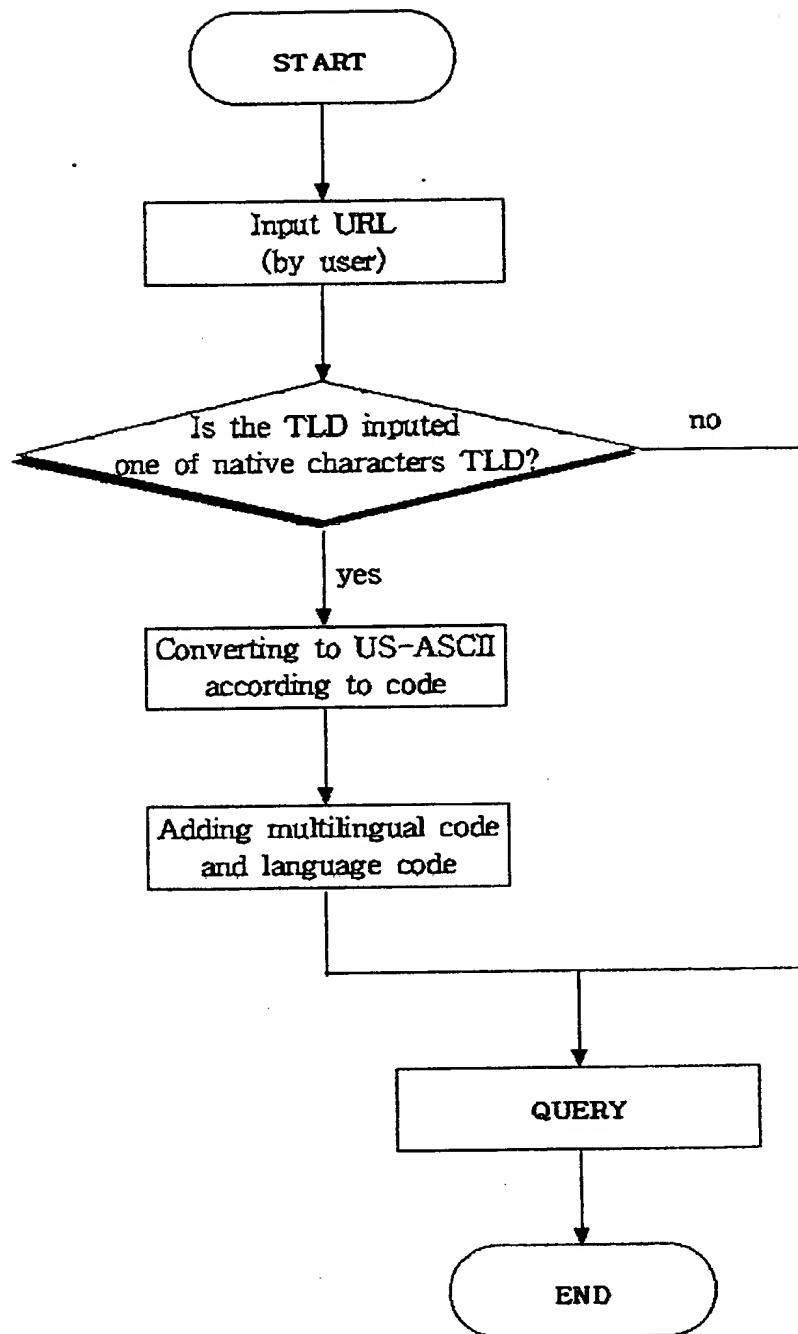 START
Input URL
(by user)
Is the TLD inputed
one of native characters TLD?
no
yes
Converting to US-ASCII
according to code
Adding multilingual code
and language code
QUERY
END